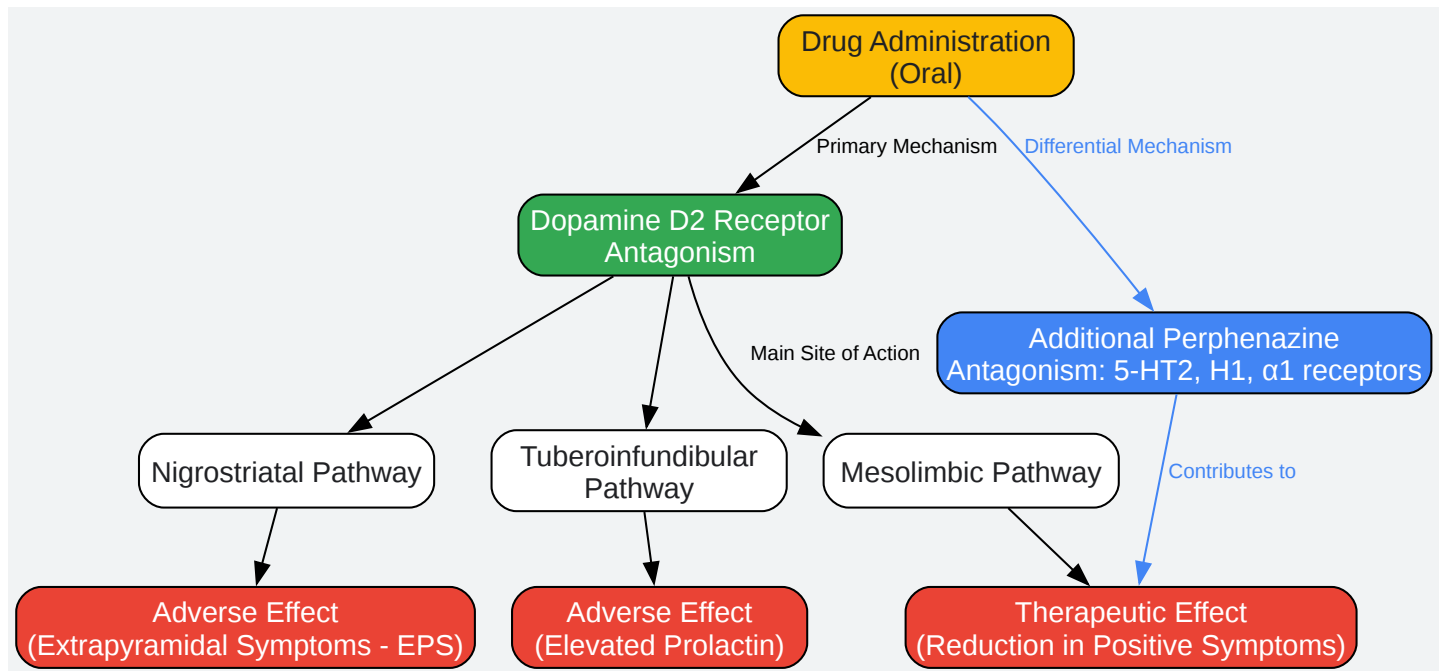 Drug Administration
(Oral)
Primary Mechanism
Differential Mechanism
Dopamine D2 Receptor
Antagonism
Main Site of Action
Additional Perphenazine
Antagonism: 5-HT2, H1, α1 receptors
Nigrostriatal Pathway
Tuberoinfundibular
Pathway
Mesolimbic Pathway
Contributes to
Adverse Effect
(Extrapyramidal Symptoms - EPS)
Adverse Effect
(Elevated Prolactin)
Therapeutic Effect
(Reduction in Positive Symptoms)